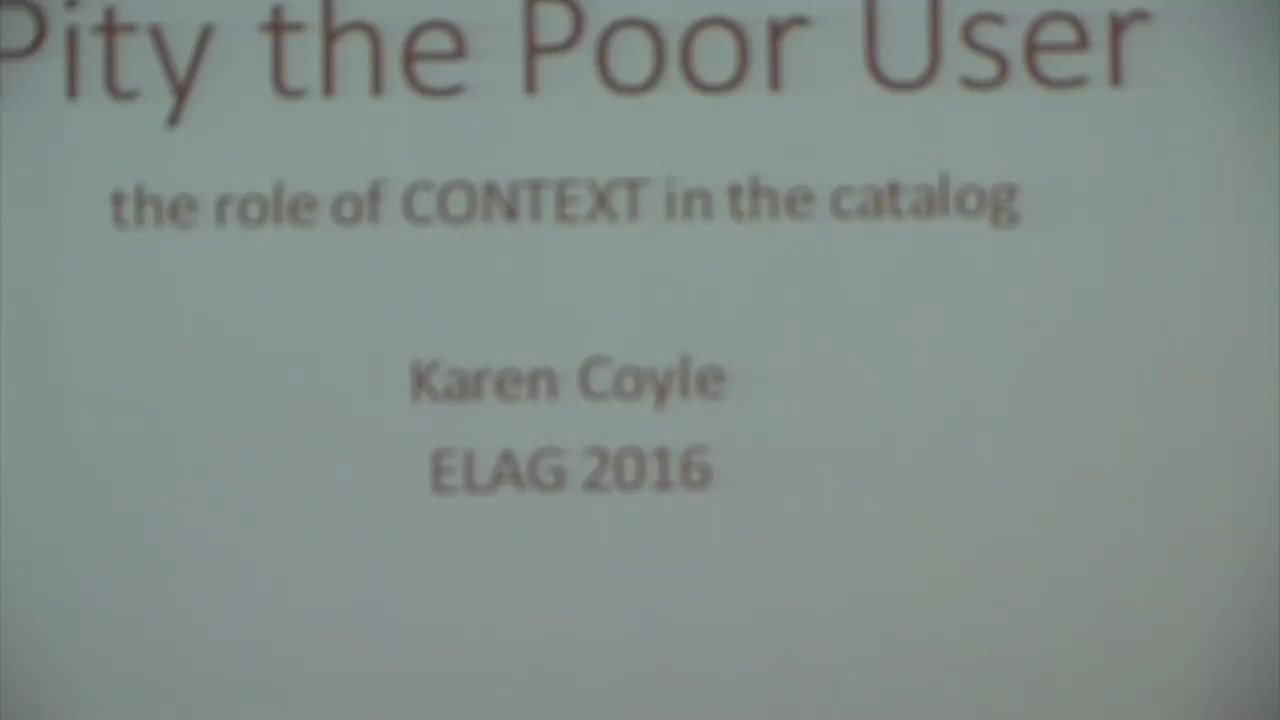 Pity the Poor User
the role of CONTEXT in the catalog
Karen Coyle
ELAG 2016